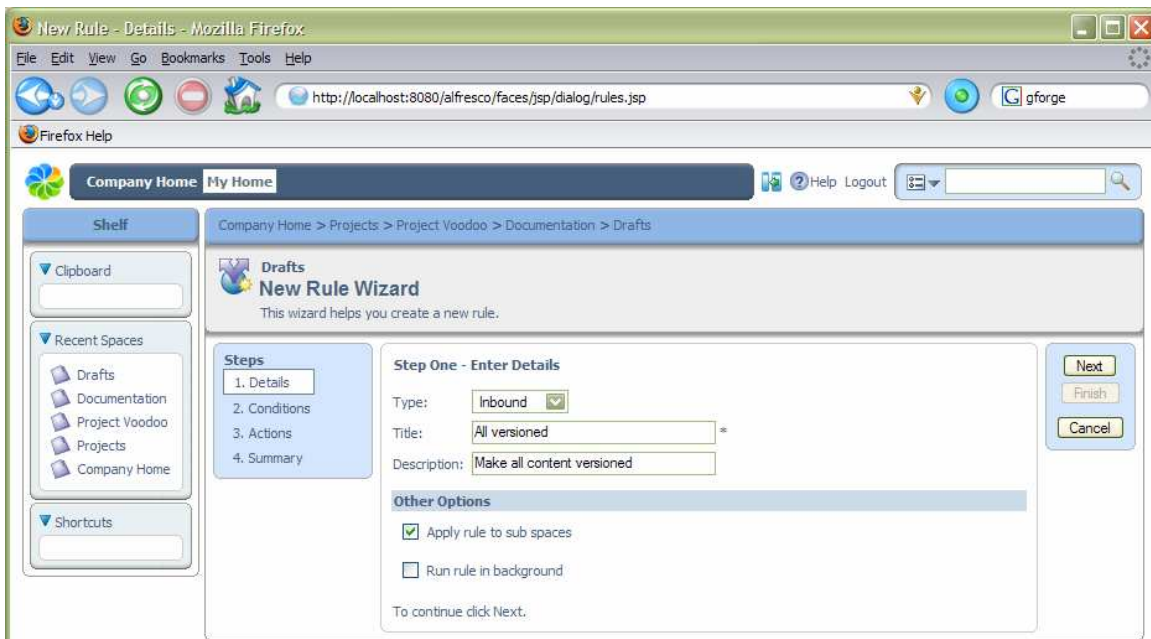 New Rule - Details - Mozilla Firefox
File Edit View Go Bookmarks Tools Help
http://localhost:8080/alfresco/faces/jsp/dialog/rules.jsp
G gforge
Firefox Help
Company Home My Home
Help Logout
Shelf
Company Home > Projects > Project Voodoo > Documentation > Drafts
Clipboard
Drafts
New Rule Wizard
This wizard helps you create a new rule.
Recent Spaces
Drafts
Documentation
Project Voodoo
Projects
Company Home
Shortcuts
Steps
1. Details
2. Conditions
3. Actions
4. Summary
Step One - Enter Details
Type: Inbound
Title: All versioned *
Description: Make all content versioned
Other Options
Apply rule to sub spaces
Run rule in background
To continue click Next.
Next
Finish
Cancel